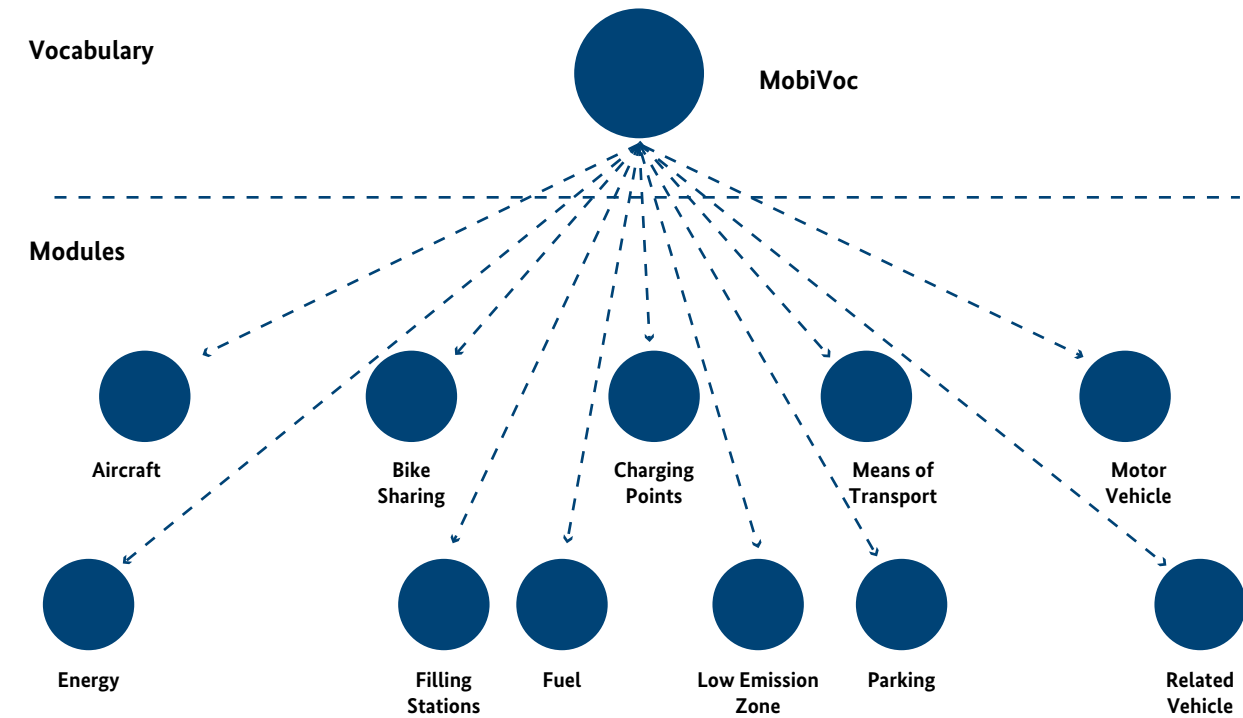 Vocabulary
MobiVoc
Modules
Aircraft
Bike
Sharing
Charging
Points
Means of
Transport
Motor
Vehicle
Energy
Filling
Stations
Fuel
Low Emission
Zone
Parking
Related
Vehicle